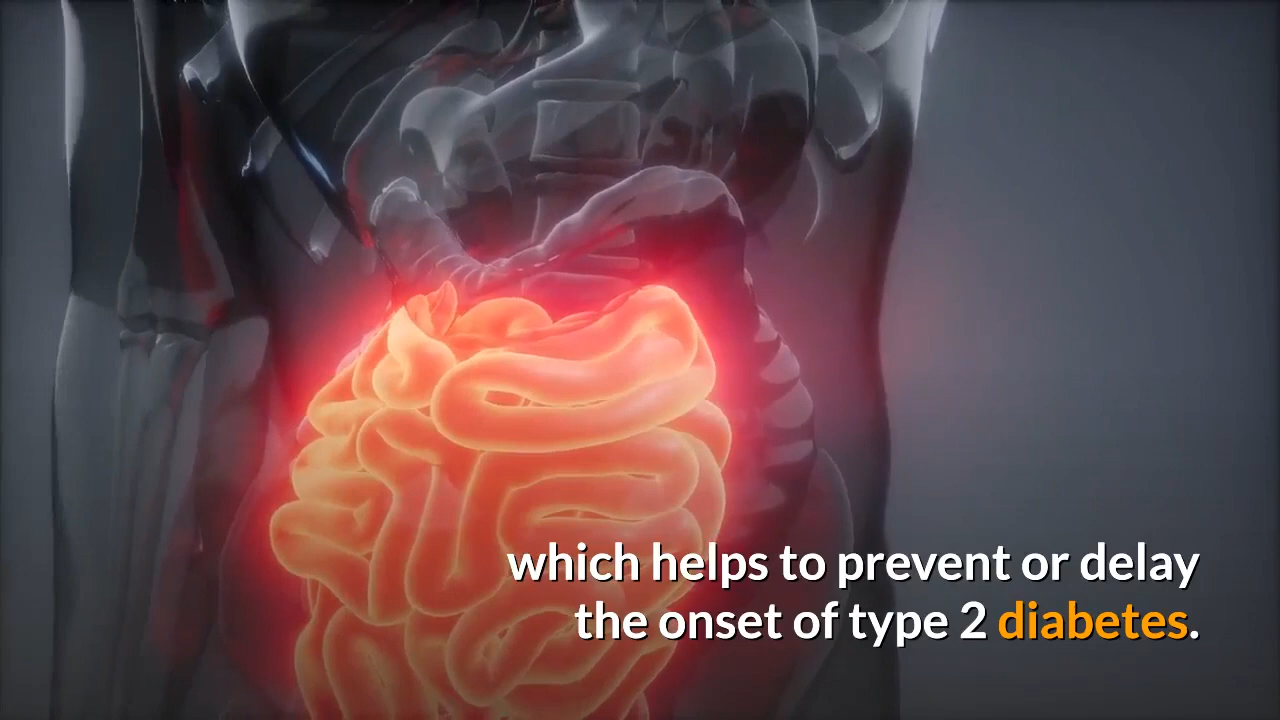 which helps to prevent or delay
the onset of type 2 diabetes.